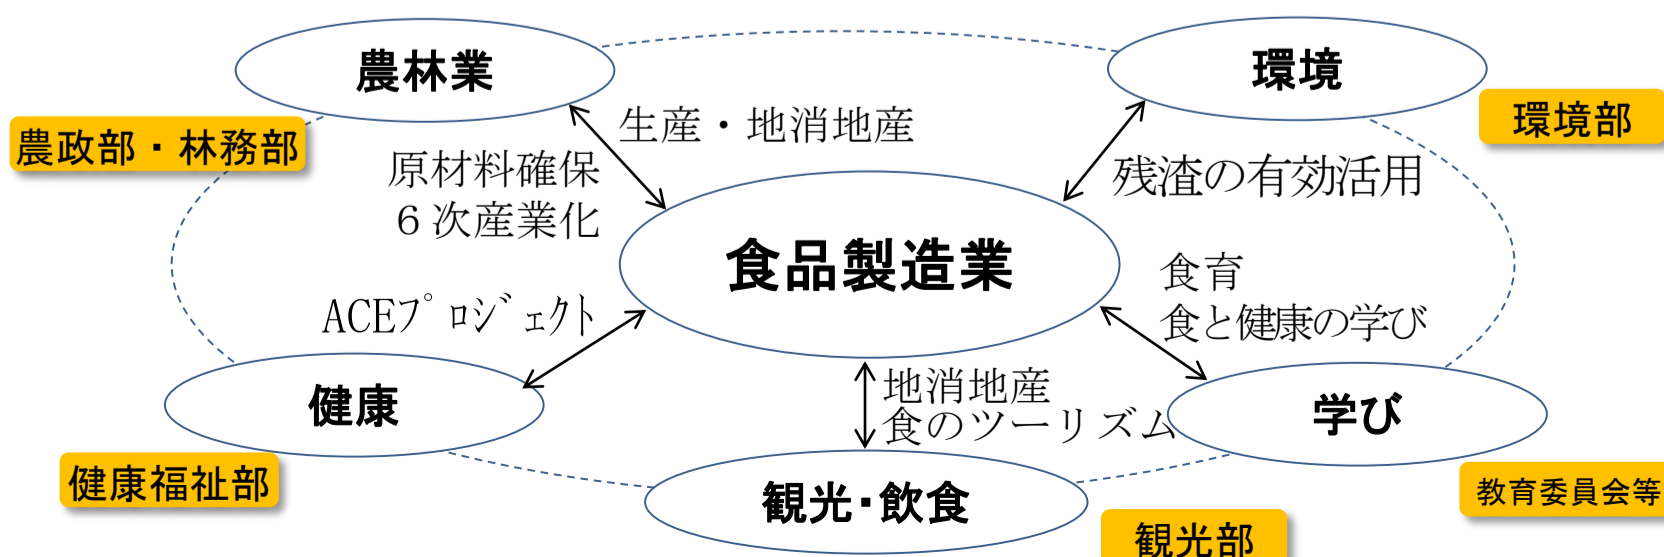 農林業
環境
農政部・林務部
環境部
生産・地消地産
原材料確保
６次産業化
残渣の有効活用
食品製造業
食育
食と健康の学び
ACEﾌﾟﾛｼﾞｪｸﾄ
健康
地消地産
食のツーリズム
学び
健康福祉部
観光・飲食
教育委員会等
観光部